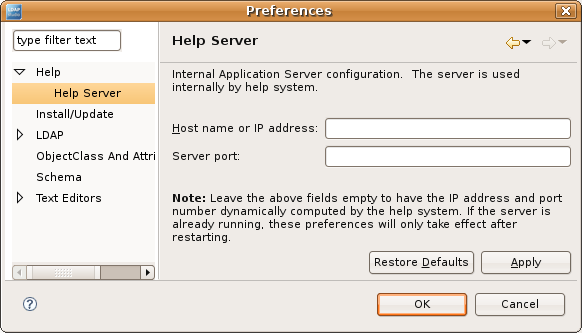 LDAP
Preferences
type filter text
Help
Help Server
Install/Update
LDAP
ObjectClass And Attri
Schema
Text Editors
Help Server
Internal Application Server configuration.  The server is used
internally by help system.
Host name or IP address:
Server port:
Note: Leave the above fields empty to have the IP address and port
number dynamically computed by the help system. If the server is
already running, these preferences will only take effect after
restarting.
Restore Defaults
Apply
?
OK
Cancel